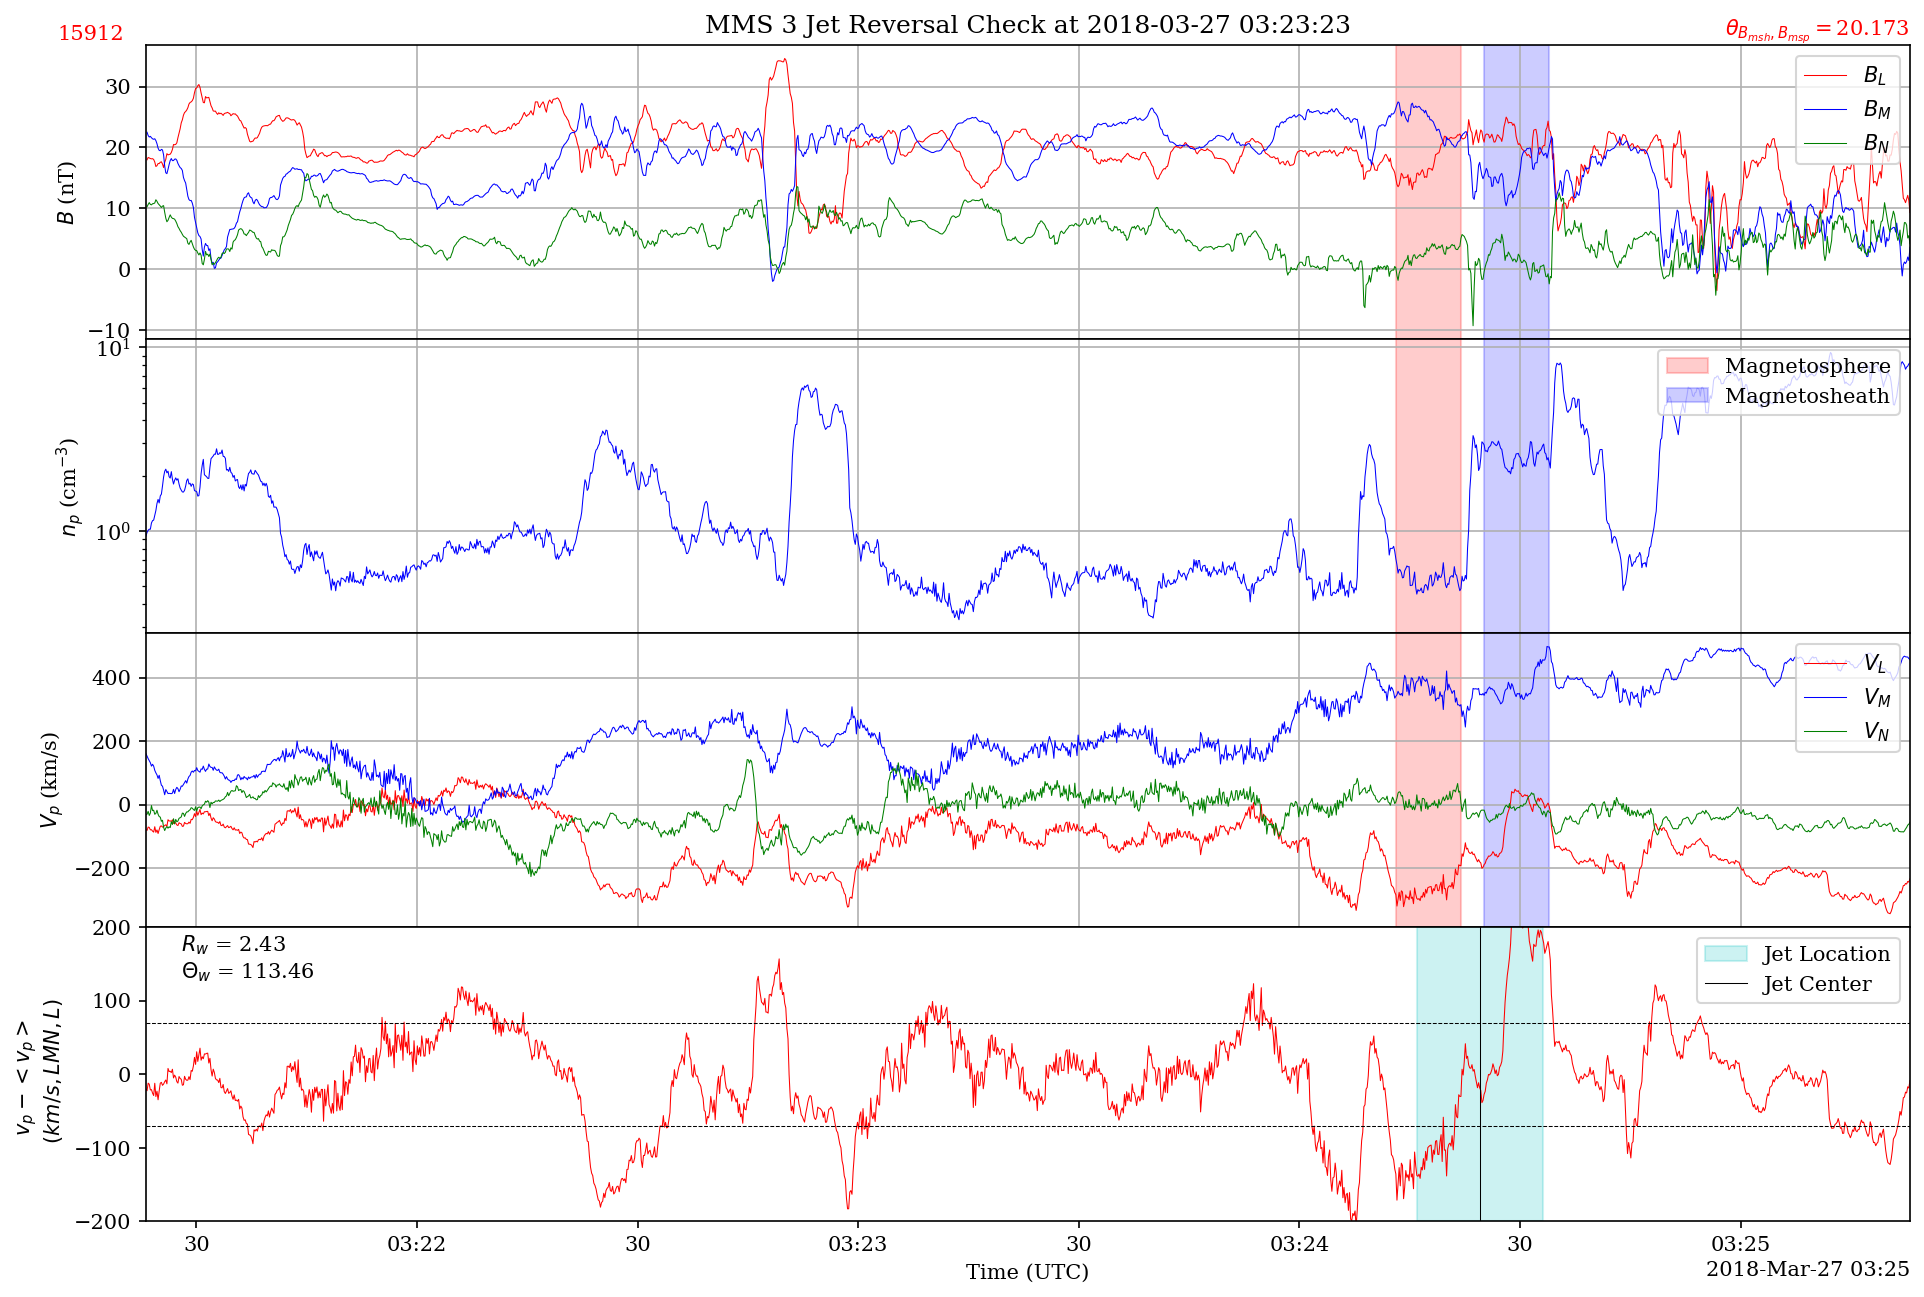 MMS 3 Jet Reversal Check at 2018-03-27 03:23:23
15912
θ_{B_{msh}, B_{msp}} = 20.173
B (nT)
30
20
10
0
−10
B_L
B_M
B_N
n_p (cm⁻³)
10¹
10⁰
Magnetosphere
Magnetosheath
V_p (km/s)
400
200
0
−200
V_L
V_M
V_N
v_p − < v_p >
(km/s, LMN, L)
200
100
0
−100
−200
R_w = 2.43
Θ_w = 113.46
Jet Location
Jet Center
30 03:22 30 03:23 30 03:24 30 03:25
Time (UTC)
2018-Mar-27 03:25